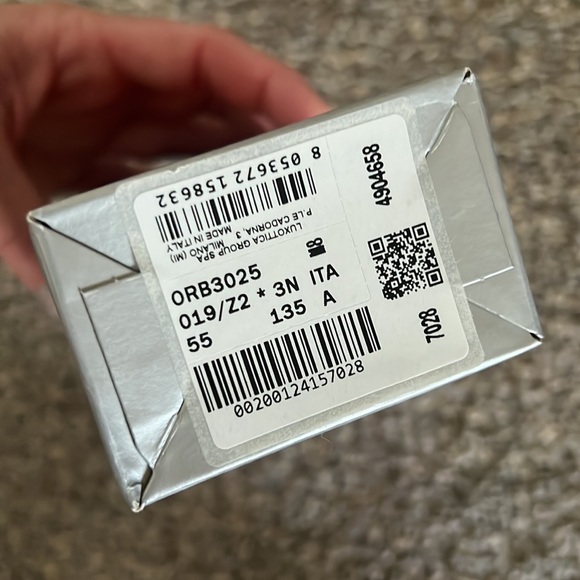 8 053672 158632
LUXOTTICA GROUP SPA
P.LE CADORNA, 3 MILANO (MI)
MADE IN ITALY
4904658
ORB3025
019/Z2 * 3N ITA
55 135 A
7028
00200124157028